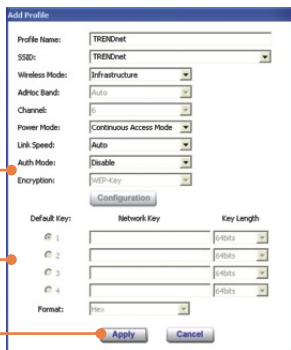 Add Profile
Profile Name: TRENDnet
SSID: TRENDnet
Wireless Mode: Infrastructure
AdHoc Band: Auto
Channel: 6
Power Mode: Continuous Access Mode
Link Speed: Auto
Auth Mode: Disable
Encryption: WEP-Key
Configuration
Default Key: Network Key Key Length
1 64bits
2 64bits
3 64bits
4 64bits
Format: Hex
Apply Cancel